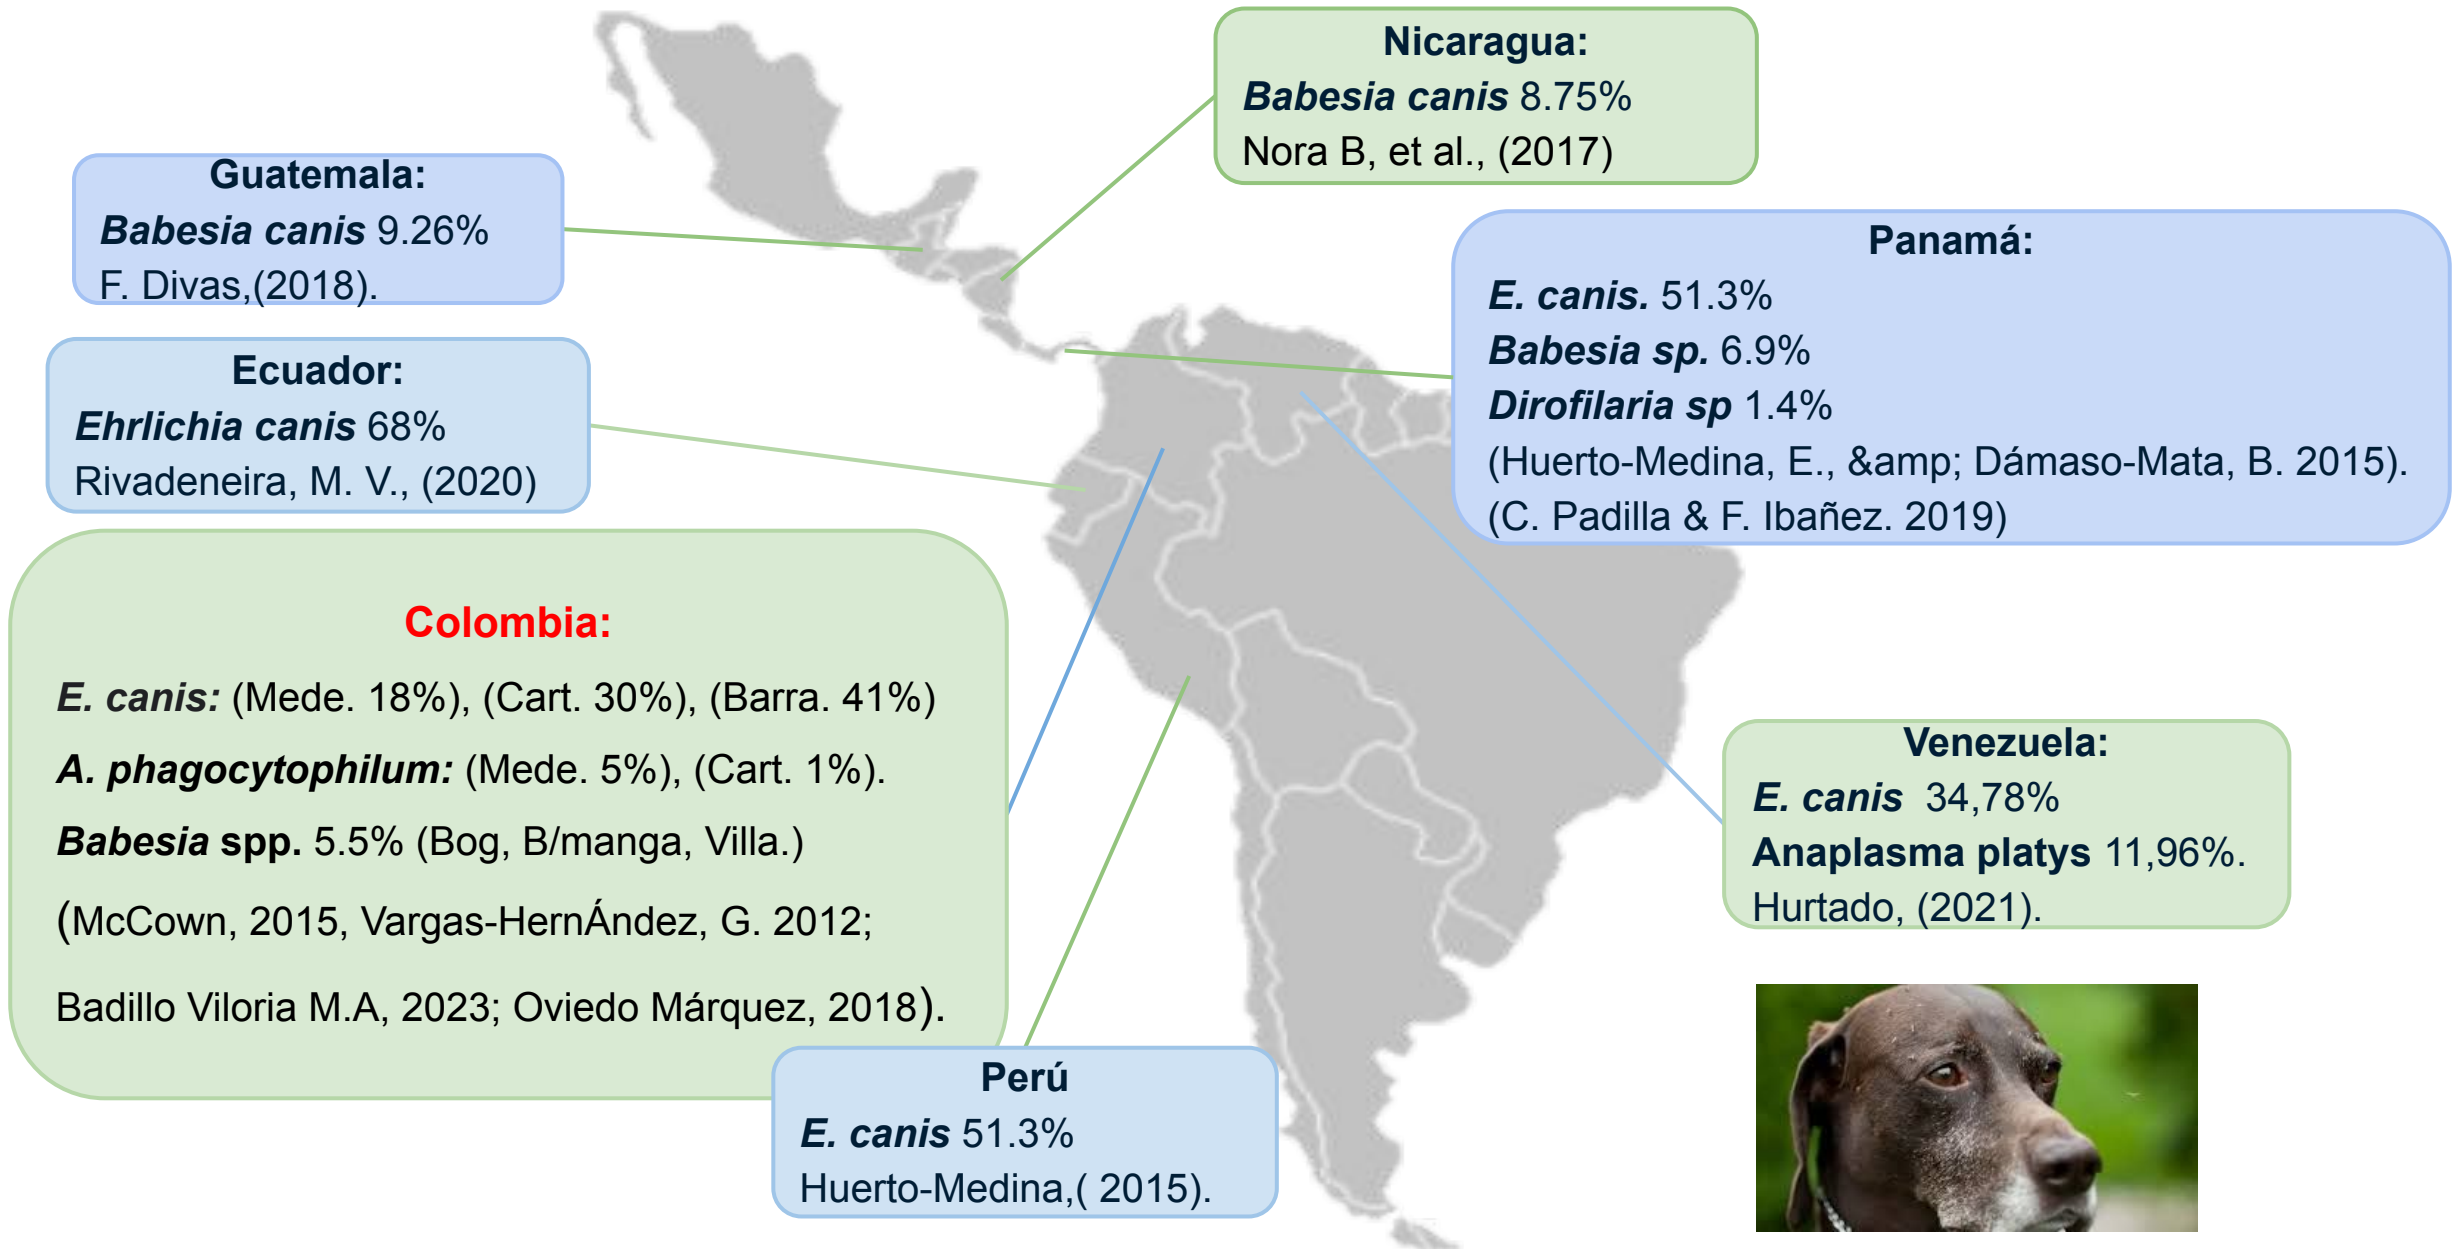 Nicaragua:
Babesia canis 8.75%
Nora B, et al., (2017)
Guatemala:
Babesia canis 9.26%
F. Divas,(2018).
Panamá:
E. canis. 51.3%
Babesia sp. 6.9%
Dirofilaria sp 1.4%
(Huerto-Medina, E., &amp; Dámaso-Mata, B. 2015).
(C. Padilla & F. Ibañez. 2019)
Ecuador:
Ehrlichia canis 68%
Rivadeneira, M. V., (2020)
Colombia:
E. canis: (Mede. 18%), (Cart. 30%), (Barra. 41%)
A. phagocytophilum: (Mede. 5%), (Cart. 1%).
Babesia spp. 5.5% (Bog, B/manga, Villa.)
(McCown, 2015, Vargas-HernÁndez, G. 2012;
Badillo Viloria M.A, 2023; Oviedo Márquez, 2018).
Venezuela:
E. canis  34,78%
Anaplasma platys 11,96%.
Hurtado, (2021).
Perú
E. canis 51.3%
Huerto-Medina,( 2015).